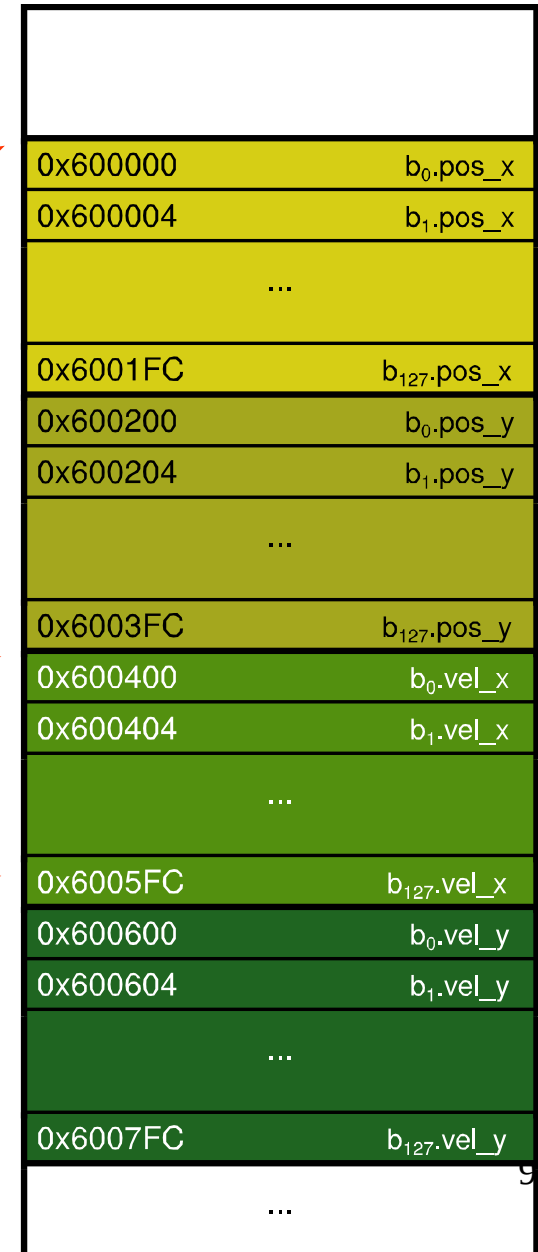 0x600000 b₀.pos_x
0x600004 b₁.pos_x
...
0x6001FC b₁₂₇.pos_x
0x600200 b₀.pos_y
0x600204 b₁.pos_y
...
0x6003FC b₁₂₇.pos_y
0x600400 b₀.vel_x
0x600404 b₁.vel_x
...
0x6005FC b₁₂₇.vel_x
0x600600 b₀.vel_y
0x600604 b₁.vel_y
...
0x6007FC b₁₂₇.vel_y
9
...